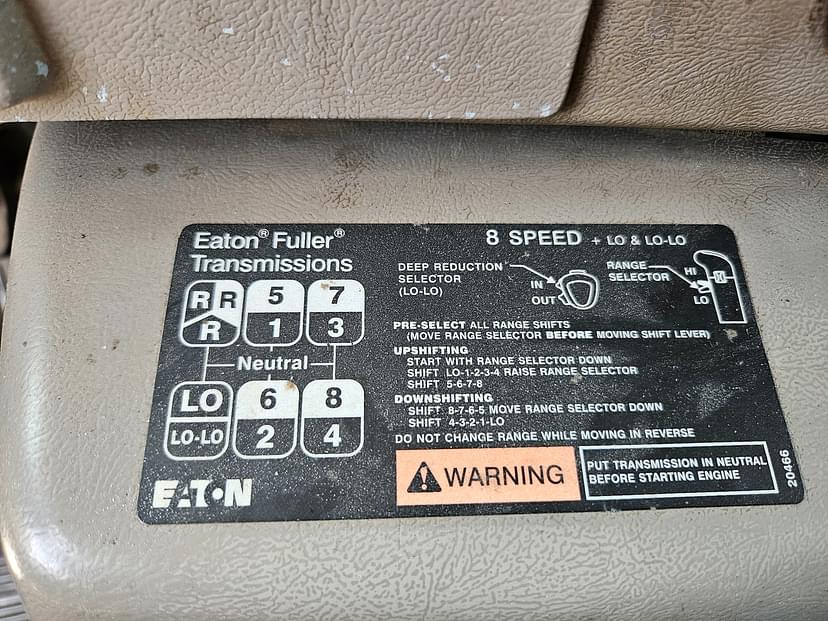 Eaton® Fuller®
Transmissions
8 SPEED + LO & LO-LO
DEEP REDUCTION
SELECTOR
(LO-LO)
IN
OUT
RANGE
SELECTOR
HI
LO
R R
R
5
1
7
3
Neutral
LO
LO-LO
6
2
8
4
PRE-SELECT ALL RANGE SHIFTS
(MOVE RANGE SELECTOR BEFORE MOVING SHIFT LEVER)
UPSHIFTING
START WITH RANGE SELECTOR DOWN
SHIFT LO-1-2-3-4 RAISE RANGE SELECTOR
SHIFT 5-6-7-8
DOWNSHIFTING
SHIFT 8-7-6-5 MOVE RANGE SELECTOR DOWN
SHIFT 4-3-2-1-LO
DO NOT CHANGE RANGE WHILE MOVING IN REVERSE
WARNING
PUT TRANSMISSION IN NEUTRAL
BEFORE STARTING ENGINE
20466
EATON